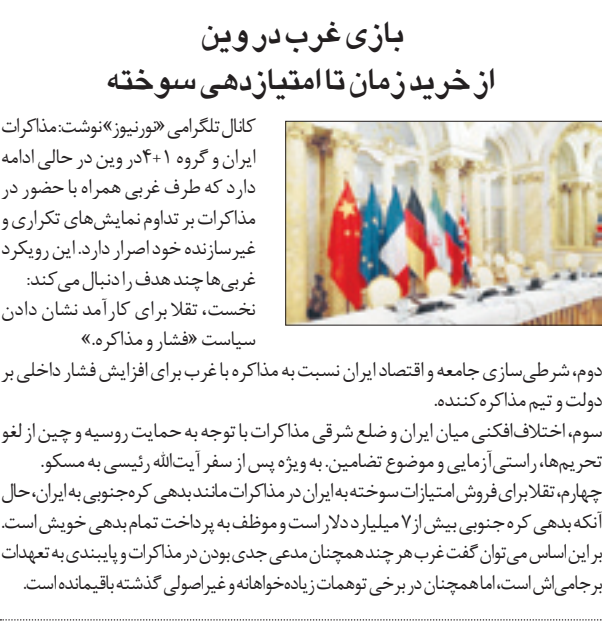 بازی غرب در وین
از خرید زمان تا امتیازدهی سوخته
کانال تلگرامی «نورنیوز» نوشت: مذاکرات
ایران و گروه ۱+۴ در وین در حالی ادامه
دارد که طرف غربی همراه با حضور در
مذاکرات بر تداوم نمایش‌های تکراری و
غیرسازنده خود اصرار دارد. این رویکرد
غربی‌ها چند هدف را دنبال می‌کند:
نخست، تقلا برای کارآمد نشان دادن
سیاست «فشار و مذاکره.»
دوم، شرطی‌سازی جامعه و اقتصاد ایران نسبت به مذاکره با غرب برای افزایش فشار داخلی بر
دولت و تیم مذاکره‌کننده.
سوم، اختلاف‌افکنی میان ایران و ضلع شرقی مذاکرات با توجه به حمایت روسیه و چین از لغو
تحریم‌ها، راستی‌آزمایی و موضوع تضامین. به ویژه پس از سفر آیت‌الله رئیسی به مسکو.
چهارم، تقلا برای فروش امتیازات سوخته به ایران در مذاکرات مانند بدهی کره‌جنوبی به ایران، حال
آنکه بدهی کره جنوبی بیش از ۷ میلیارد دلار است و موظف به پرداخت تمام بدهی خویش است.
بر این اساس می‌توان گفت غرب هر چند همچنان مدعی جدی بودن در مذاکرات و پایبندی به تعهدات
برجامی‌اش است، اما همچنان در برخی توهمات زیاده‌خواهانه و غیراصولی گذشته باقیمانده است.